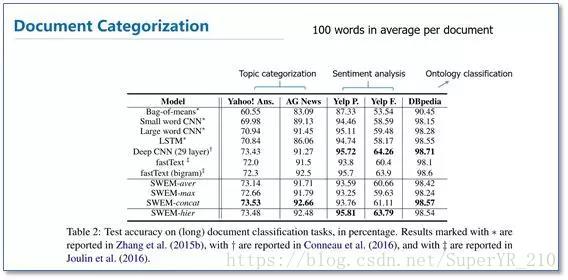 Document Categorization
100 words in average per document
Topic categorization Sentiment analysis Ontology classification
Model Yahoo! Ans. AG News Yelp P. Yelp F. DBpedia
Bag-of-means* 60.55 83.09 87.33 53.54 90.45
Small word CNN* 69.98 89.13 94.46 58.59 98.15
Large word CNN* 70.94 91.45 95.11 59.48 98.28
LSTM* 70.84 86.06 94.74 58.17 98.55
Deep CNN (29 layer)† 73.43 91.27 95.72 64.26 98.71
fastText ‡ 72.0 91.5 93.8 60.4 98.1
fastText (bigram)‡ 72.3 92.5 95.7 63.9 98.6
SWEM-aver 73.14 91.71 93.59 60.66 98.42
SWEM-max 72.66 91.79 93.25 59.63 98.24
SWEM-concat 73.53 92.66 93.76 61.11 98.57
SWEM-hier 73.48 92.48 95.81 63.79 98.54
Table 2: Test accuracy on (long) document classification tasks, in percentage. Results marked with * are
reported in Zhang et al. (2015b), with † are reported in Conneau et al. (2016), and with ‡ are reported in
Joulin et al. (2016).
https://blog.csdn.net/SuperYR_210